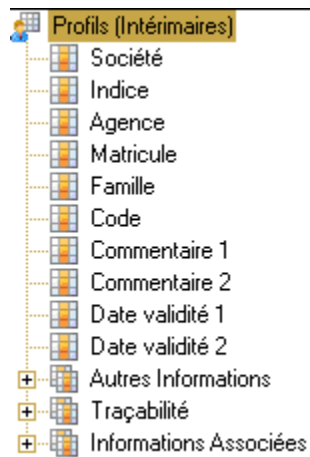 Profils (Intérimaires)
Société
Indice
Agence
Matricule
Famille
Code
Commentaire 1
Commentaire 2
Date validité 1
Date validité 2
Autres Informations
Traçabilité
Informations Associées